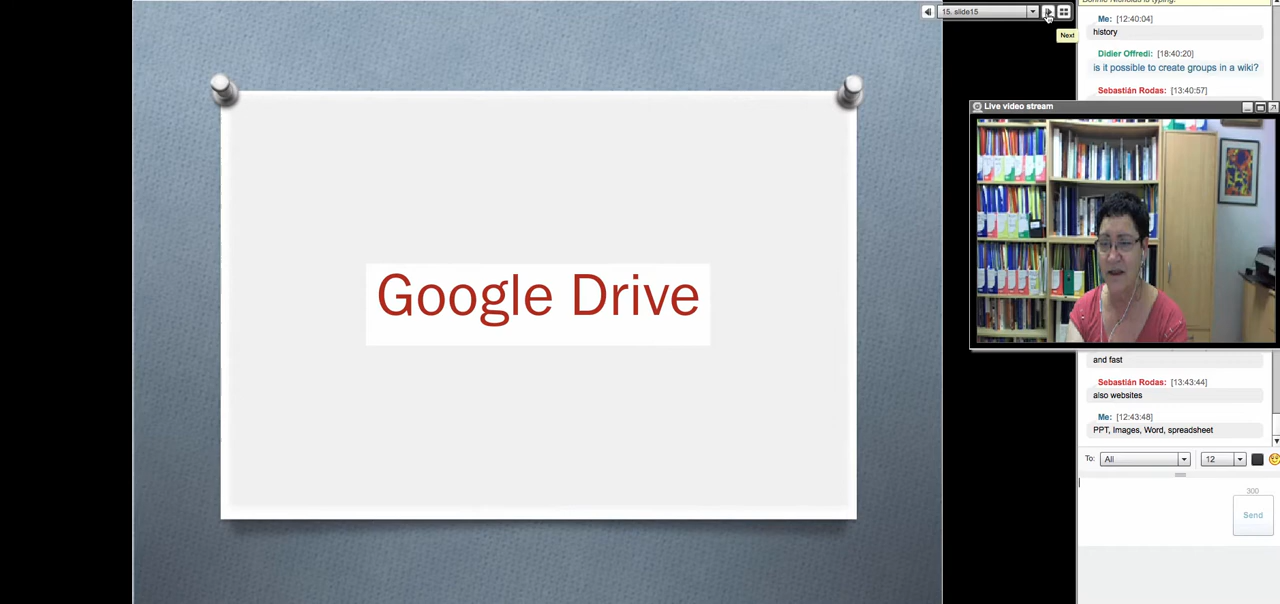 15. slide15
Next
Me: [12:40:04]
history
Didier Offredi: [18:40:20]
is it possible to create groups in a wiki?
Sebastián Rodas: [13:40:57]
Live video stream
Google Drive
and fast
Sebastián Rodas: [13:43:44]
also websites
Me: [12:43:48]
PPT, Images, Word, spreadsheet
To: All 12
300
Send